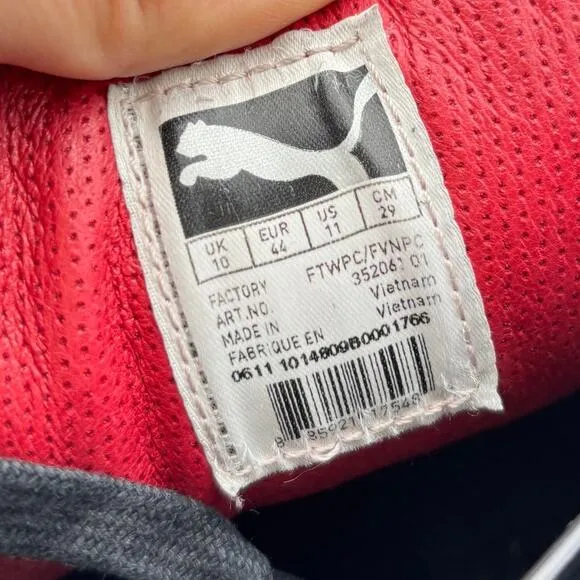 UK EUR US CM
10 44 11 29
FACTORY FTWPC/FVNPC
ART.NO. 352061 01
MADE IN Vietnam
FABRIQUE EN Vietnam
0611 1014809B0001766